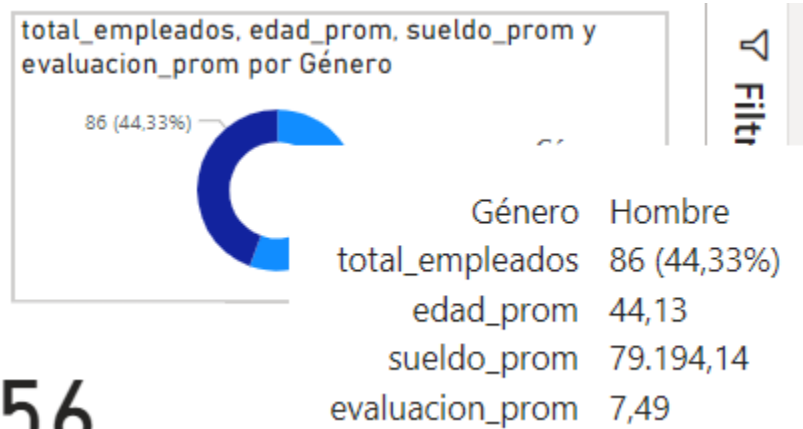 total_empleados, edad_prom, sueldo_prom y
evaluacion_prom por Género
86 (44,33%)
Filtr
Género Hombre
total_empleados 86 (44,33%)
edad_prom 44,13
sueldo_prom 79.194,14
evaluacion_prom 7,49
56